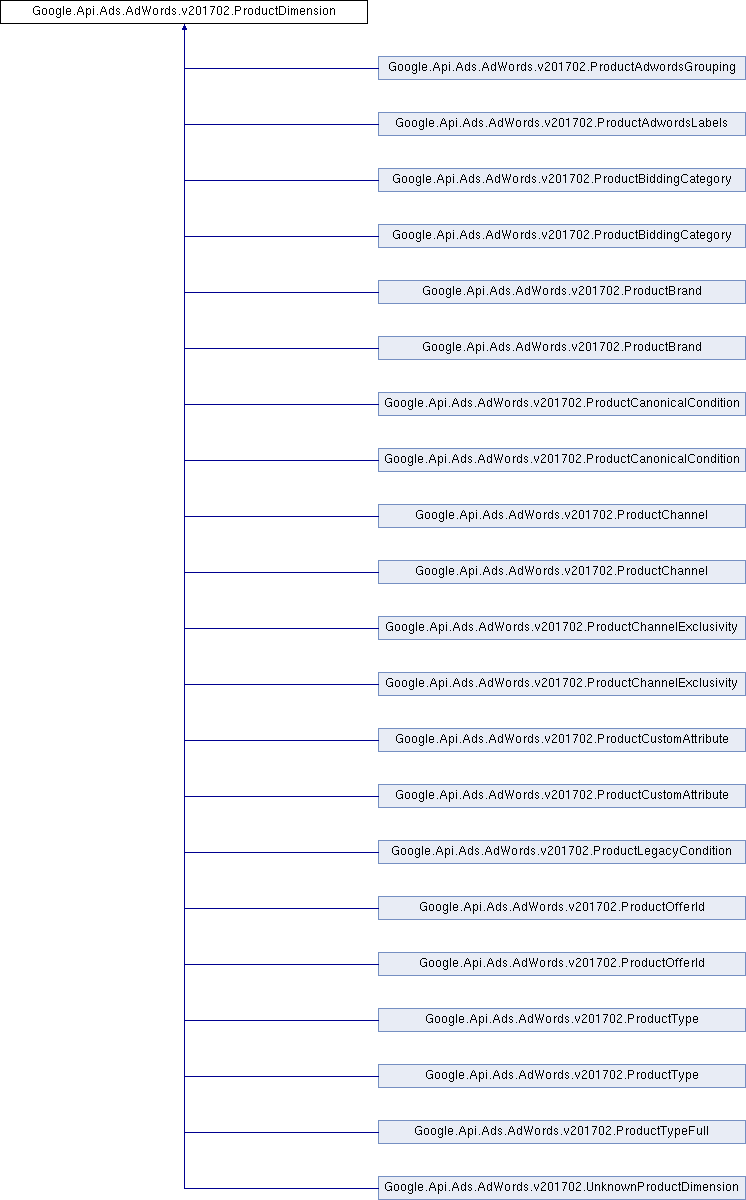 Google.Api.Ads.AdWords.v201702.ProductDimension
Google.Api.Ads.AdWords.v201702.ProductAdwordsGrouping
Google.Api.Ads.AdWords.v201702.ProductAdwordsLabels
Google.Api.Ads.AdWords.v201702.ProductBiddingCategory
Google.Api.Ads.AdWords.v201702.ProductBiddingCategory
Google.Api.Ads.AdWords.v201702.ProductBrand
Google.Api.Ads.AdWords.v201702.ProductBrand
Google.Api.Ads.AdWords.v201702.ProductCanonicalCondition
Google.Api.Ads.AdWords.v201702.ProductCanonicalCondition
Google.Api.Ads.AdWords.v201702.ProductChannel
Google.Api.Ads.AdWords.v201702.ProductChannel
Google.Api.Ads.AdWords.v201702.ProductChannelExclusivity
Google.Api.Ads.AdWords.v201702.ProductChannelExclusivity
Google.Api.Ads.AdWords.v201702.ProductCustomAttribute
Google.Api.Ads.AdWords.v201702.ProductCustomAttribute
Google.Api.Ads.AdWords.v201702.ProductLegacyCondition
Google.Api.Ads.AdWords.v201702.ProductOfferId
Google.Api.Ads.AdWords.v201702.ProductOfferId
Google.Api.Ads.AdWords.v201702.ProductType
Google.Api.Ads.AdWords.v201702.ProductType
Google.Api.Ads.AdWords.v201702.ProductTypeFull
Google.Api.Ads.AdWords.v201702.UnknownProductDimension